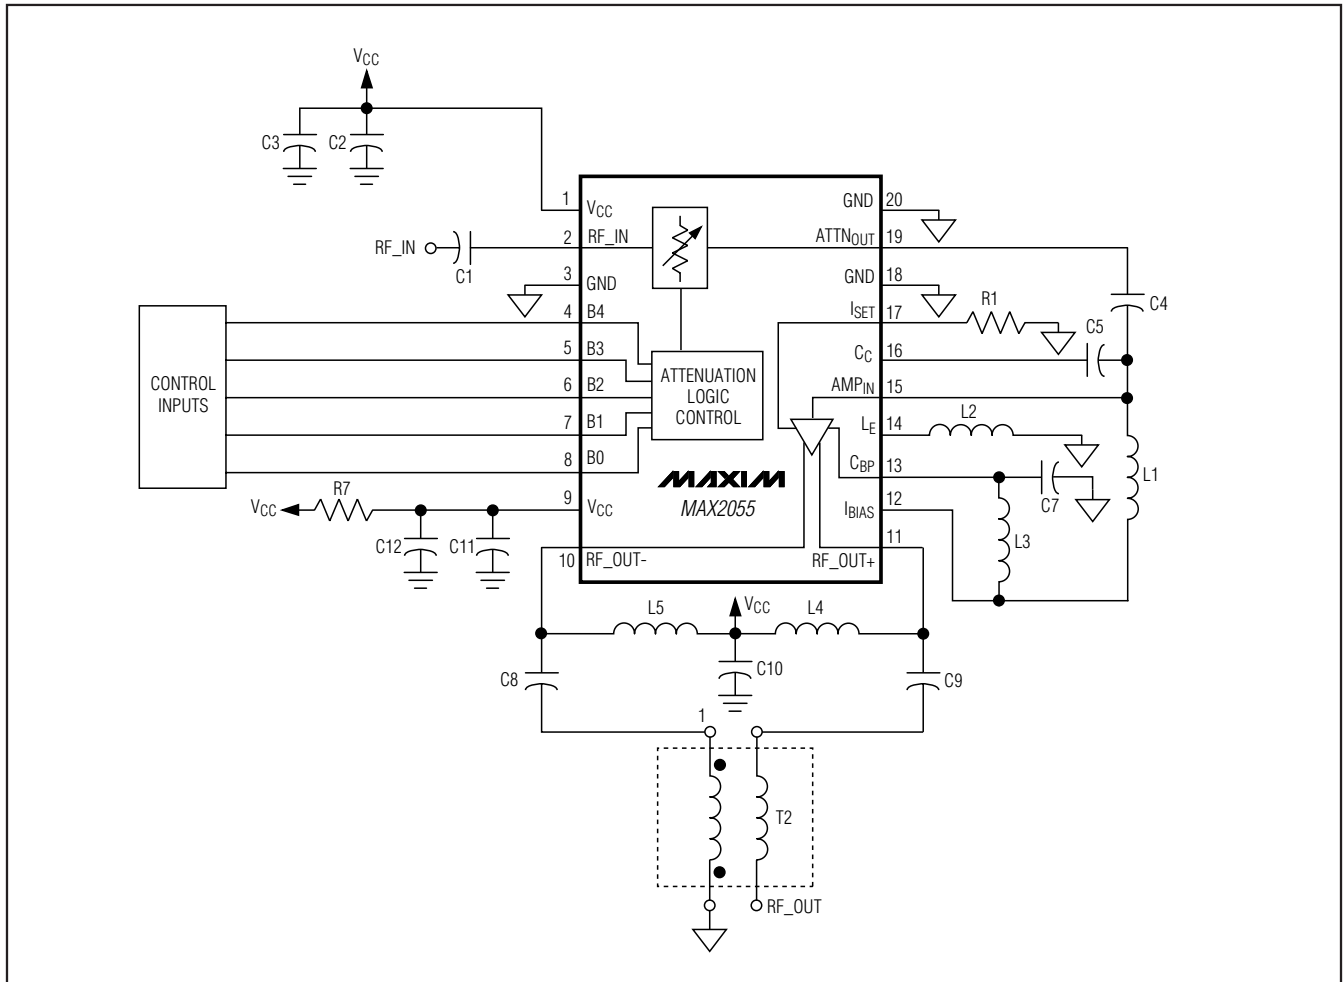 VCC
C3
C2
1
VCC
GND
20
RF_IN
C1
2
RF_IN
ATTNOUT
19
3
GND
GND
18
C4
CONTROL
INPUTS
4
B4
ISET
17
R1
5
B3
CC
16
C5
6
B2
AMPIN
15
7
B1
LE
14
L2
8
B0
CBP
13
C7
L1
ATTENUATION
LOGIC
CONTROL
MAXIM
MAX2055
VCC
R7
9
VCC
IBIAS
12
L3
C12
C11
10
RF_OUT-
RF_OUT+
11
L5
VCC
L4
C8
C10
C9
1
T2
RF_OUT